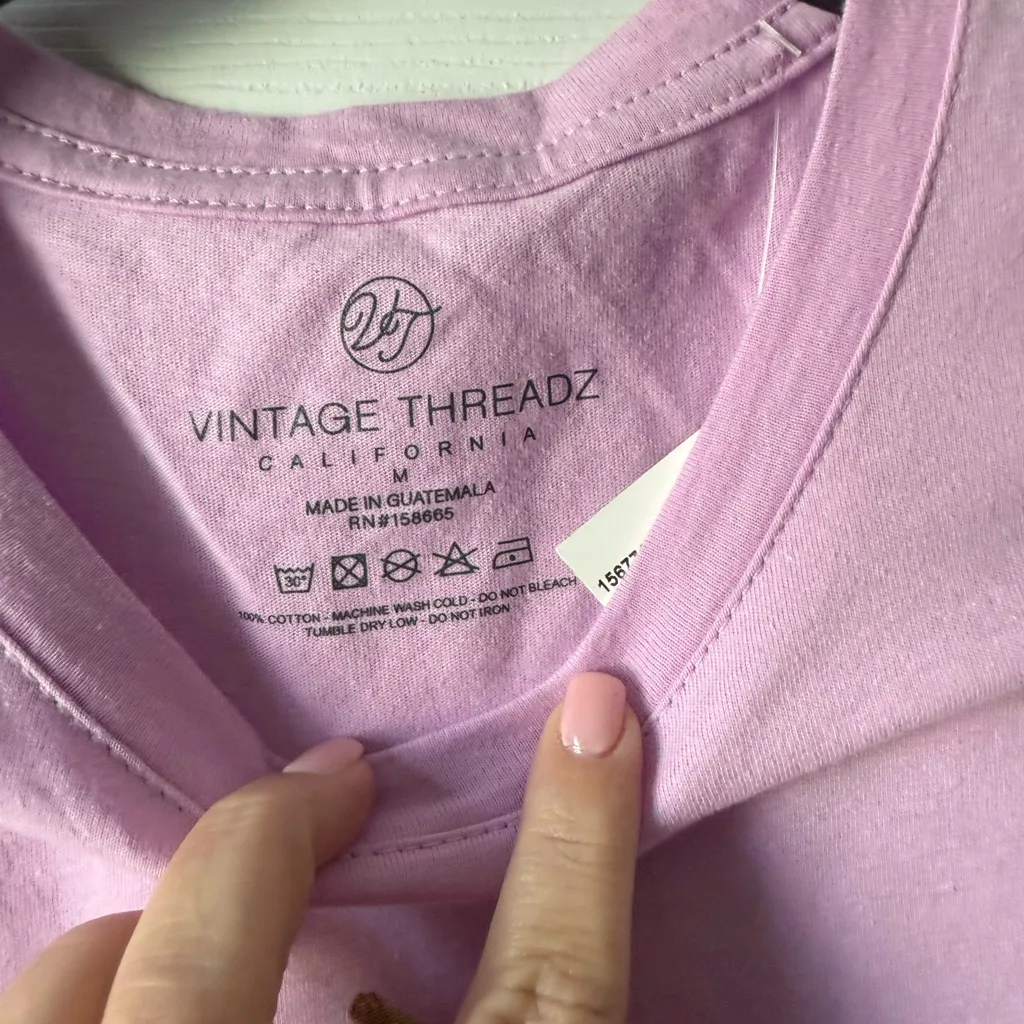 VT
VINTAGE THREADZ
CALIFORNIA
M
MADE IN GUATEMALA
RN#158665
30°
100% COTTON - MACHINE WASH COLD - DO NOT BLEACH
TUMBLE DRY LOW - DO NOT IRON